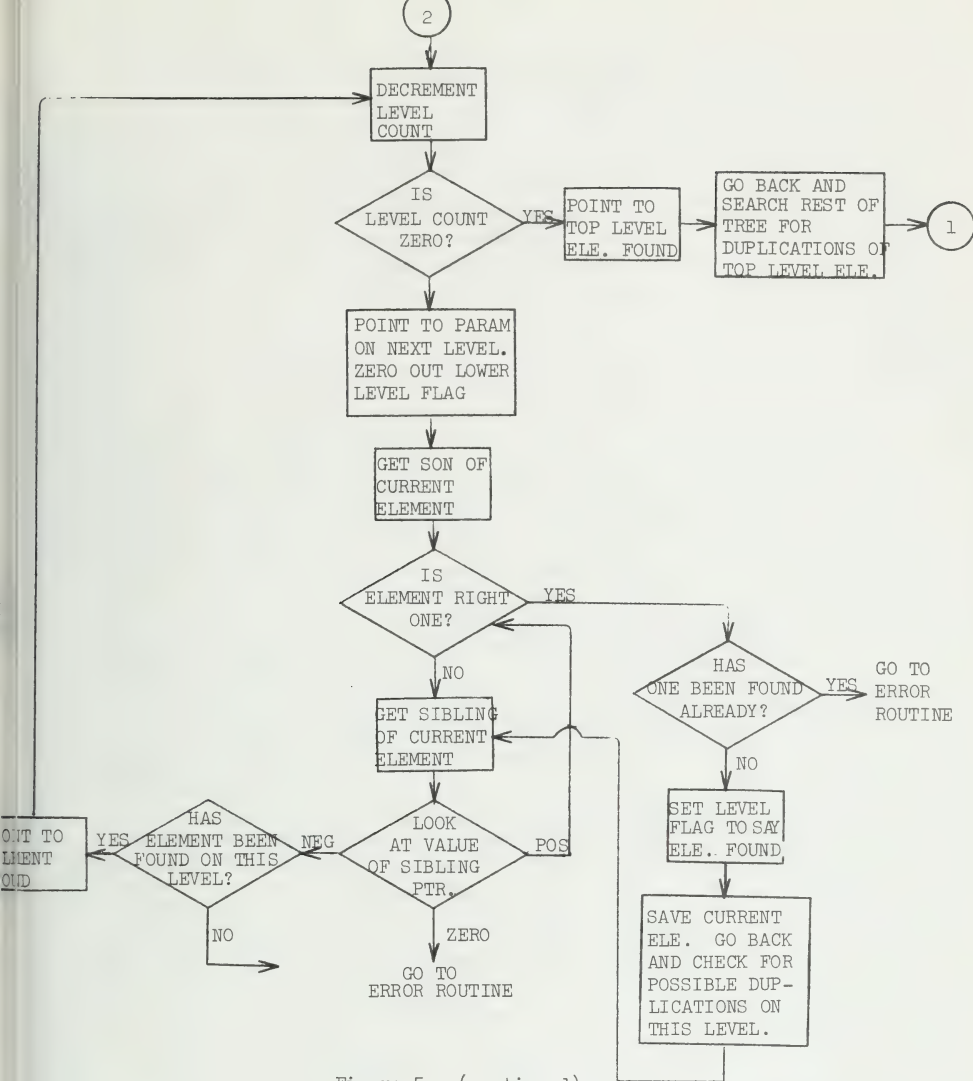 2
DECREMENT
LEVEL
COUNT
IS
LEVEL COUNT
ZERO?
YES
POINT TO
TOP LEVEL
ELE. FOUND
GO BACK AND
SEARCH REST OF
TREE FOR
DUPLICATIONS OF
TOP LEVEL ELE.
1
POINT TO PARAM
ON NEXT LEVEL.
ZERO OUT LOWER
LEVEL FLAG
GET SON OF
CURRENT
ELEMENT
IS
ELEMENT RIGHT
ONE?
YES
NO
HAS
ONE BEEN FOUND
ALREADY?
YES
GO TO
ERROR
ROUTINE
NO
GET SIBLING
OF CURRENT
ELEMENT
SET LEVEL
FLAG TO SAY
ELE. FOUND
LOOK
AT VALUE
OF SIBLING
PTR.
POS
NEG
ZERO
GO TO
ERROR ROUTINE
HAS
ELEMENT BEEN
FOUND ON THIS
LEVEL?
YES
NO
TO
SAVE CURRENT
ELE. GO BACK
AND CHECK FOR
POSSIBLE DUP-
LICATIONS ON
THIS LEVEL.